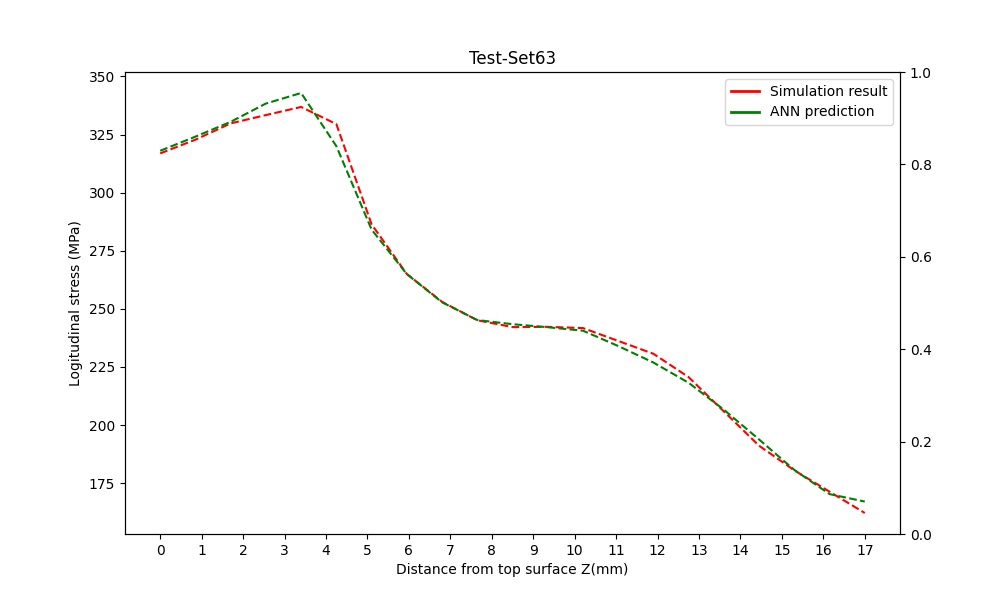 Test-Set63
350
325
300
275
250
225
200
175
Logitudinal stress (MPa)
1.0
0.8
0.6
0.4
0.2
0.0
Simulation result
ANN prediction
0 1 2 3 4 5 6 7 8 9 10 11 12 13 14 15 16 17
Distance from top surface Z(mm)